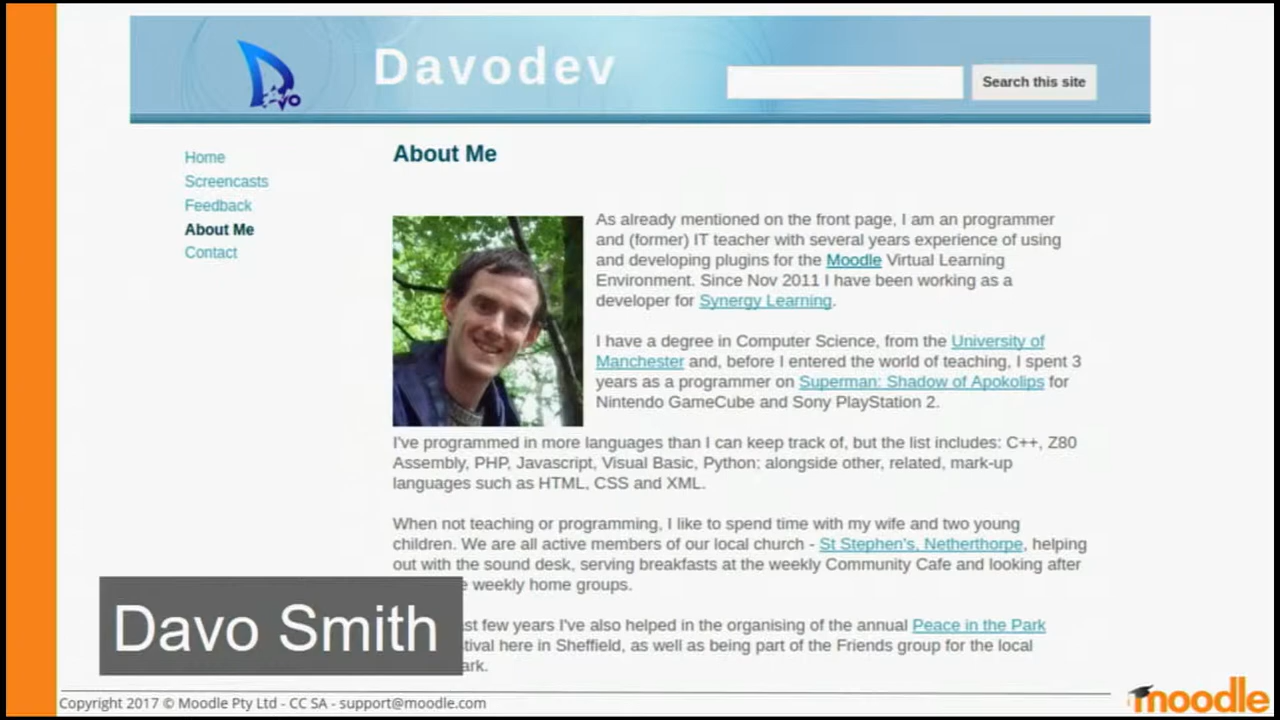 Davo
Davodev
Search this site
Home
Screencasts
Feedback
About Me
Contact
About Me
As already mentioned on the front page, I am an programmer
and (former) IT teacher with several years experience of using
and developing plugins for the Moodle Virtual Learning
Environment. Since Nov 2011 I have been working as a
developer for Synergy Learning.
I have a degree in Computer Science, from the University of
Manchester and, before I entered the world of teaching, I spent 3
years as a programmer on Superman: Shadow of Apokolips for
Nintendo GameCube and Sony PlayStation 2.
I've programmed in more languages than I can keep track of, but the list includes: C++, Z80
Assembly, PHP, Javascript, Visual Basic, Python; alongside other, related, mark-up
languages such as HTML, CSS and XML.
When not teaching or programming, I like to spend time with my wife and two young
children. We are all active members of our local church - St Stephen's, Netherthorpe, helping
out with the sound desk, serving breakfasts at the weekly Community Cafe and looking after
weekly home groups.
few years I've also helped in the organising of the annual Peace in the Park
here in Sheffield, as well as being part of the Friends group for the local
Davo Smith
Copyright 2017 © Moodle Pty Ltd - CC SA - support@moodle.com
moodle